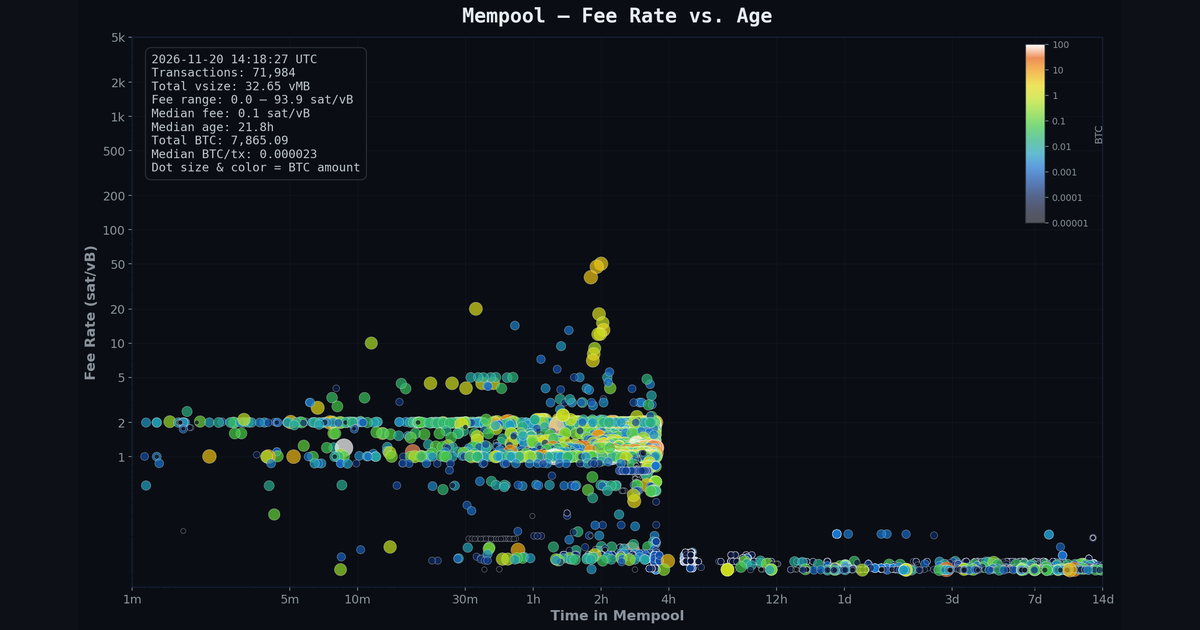 Mempool — Fee Rate vs. Age
2026-11-20 14:18:27 UTC
Transactions: 71,984
Total vsize: 32.65 vMB
Fee range: 0.0 — 93.9 sat/vB
Median fee: 0.1 sat/vB
Median age: 21.8h
Total BTC: 7,865.09
Median BTC/tx: 0.000023
Dot size & color = BTC amount
100
10
1
0.1
0.01
0.001
0.0001
0.00001
BTC
Fee Rate (sat/vB)
5k
2k
1k
500
200
100
50
20
10
5
2
1
1m 5m 10m 30m 1h 2h 4h 12h 1d 3d 7d 14d
Time in Mempool